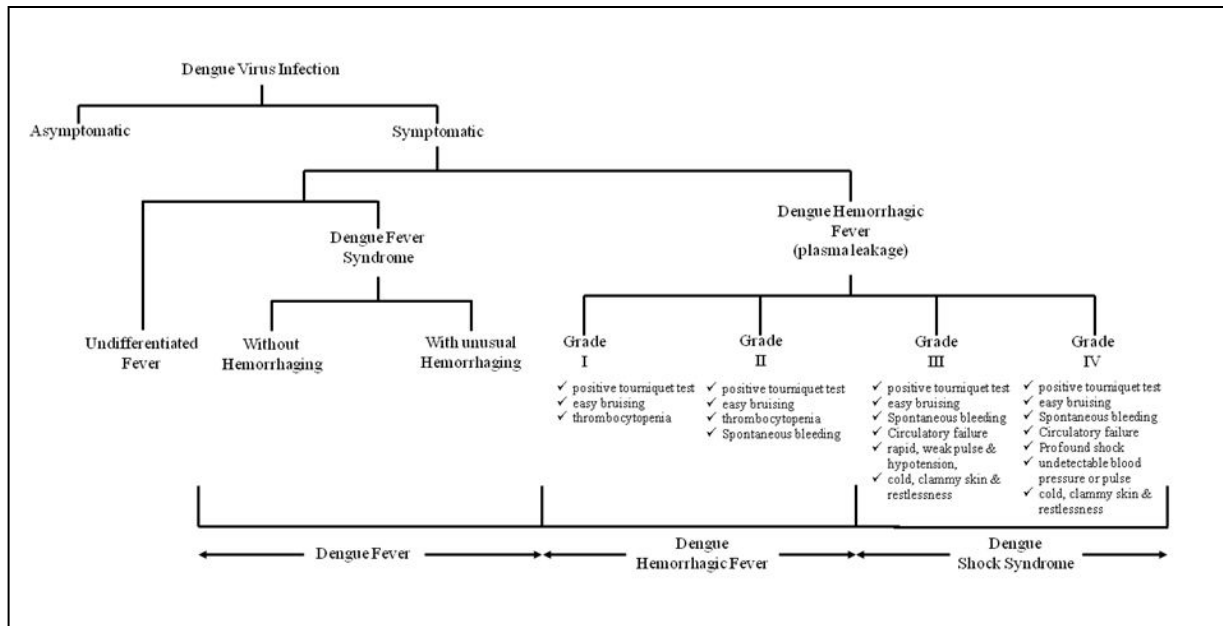 Dengue Virus Infection
Asymptomatic
Symptomatic
Dengue Hemorrhagic
Fever
(plasma leakage)
Dengue Fever
Syndrome
Undifferentiated
Fever
Without
Hemorrhaging
With unusual
Hemorrhaging
Grade
I
✓ positive tourniquet test
✓ easy bruising
✓ thrombocytopenia
Grade
II
✓ positive tourniquet test
✓ easy bruising
✓ thrombocytopenia
✓ Spontaneous bleeding
Grade
III
✓ positive tourniquet test
✓ easy bruising
✓ Spontaneous bleeding
✓ Circulatory failure
✓ rapid, weak pulse &
hypotension,
✓ cold, clammy skin &
restlessness
Grade
IV
✓ positive tourniquet test
✓ easy bruising
✓ Spontaneous bleeding
✓ Circulatory failure
✓ Profound shock
✓ undetectable blood
pressure or pulse
✓ cold, clammy skin &
restlessness
Dengue Fever
Dengue
Hemorrhagic Fever
Dengue
Shock Syndrome